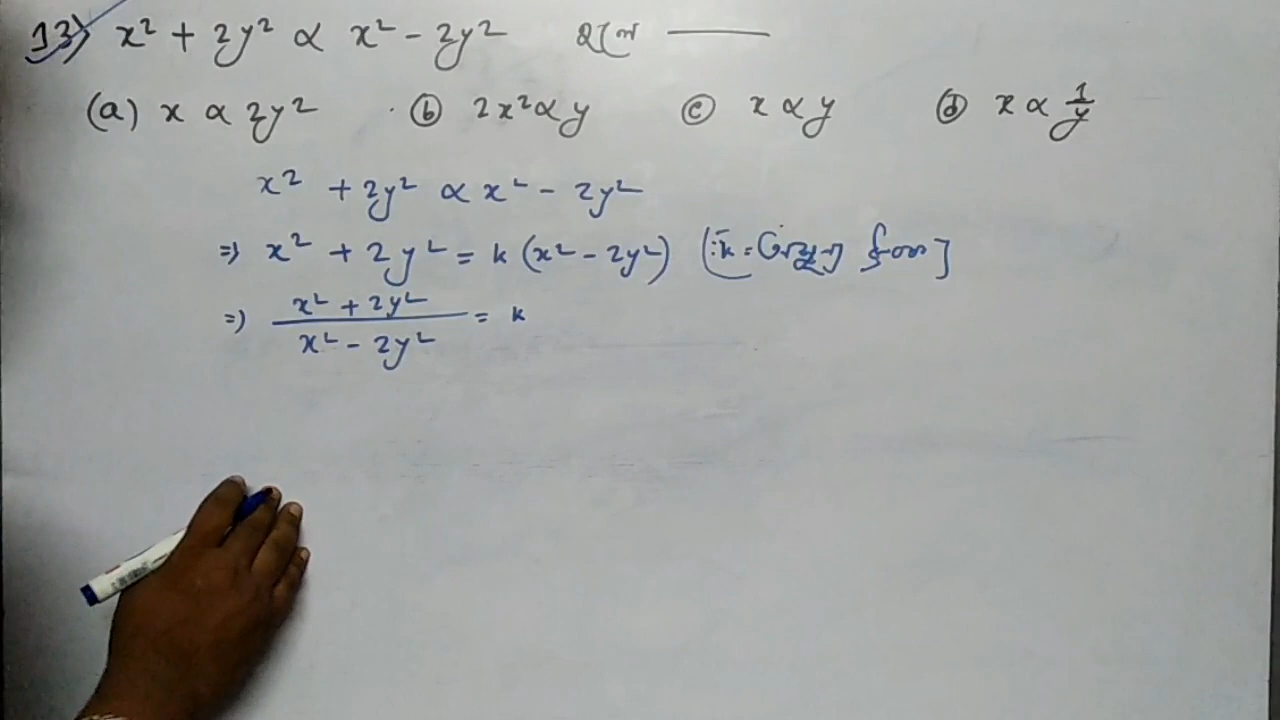 13) x² + 2y² ∝ x² - 2y² হলে ———
(a) x ∝ 2y² (b) 2x² ∝ y (c) x ∝ y (d) x ∝ 1/y
x² + 2y² ∝ x² - 2y²
⇒ x² + 2y² = k (x² - 2y²) [∵ k =
⇒ (x² + 2y²)/(x² - 2y²) = k